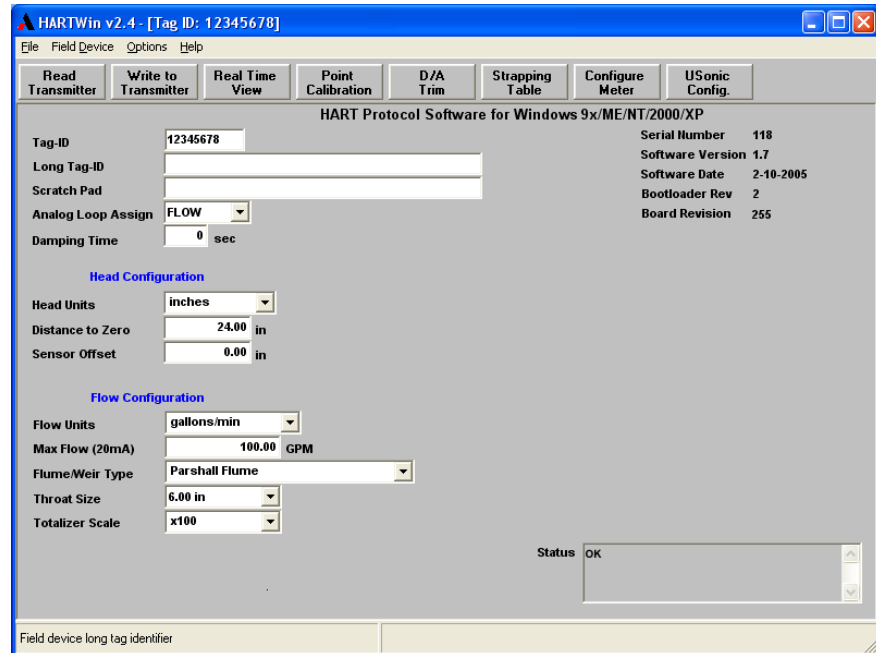 HARTWin v2.4 - [Tag ID: 12345678]
File Field Device Options Help
Read Transmitter Write to Transmitter Real Time View Point Calibration D/A Trim Strapping Table Configure Meter USonic Config.
HART Protocol Software for Windows 9x/ME/NT/2000/XP
Tag-ID 12345678
Long Tag-ID
Scratch Pad
Analog Loop Assign FLOW
Damping Time 0 sec
Serial Number 118
Software Version 1.7
Software Date 2-10-2005
Bootloader Rev 2
Board Revision 255
Head Configuration
Head Units inches
Distance to Zero 24.00 in
Sensor Offset 0.00 in
Flow Configuration
Flow Units gallons/min
Max Flow (20mA) 100.00 GPM
Flume/Weir Type Parshall Flume
Throat Size 6.00 in
Totalizer Scale x100
Status OK
Field device long tag identifier